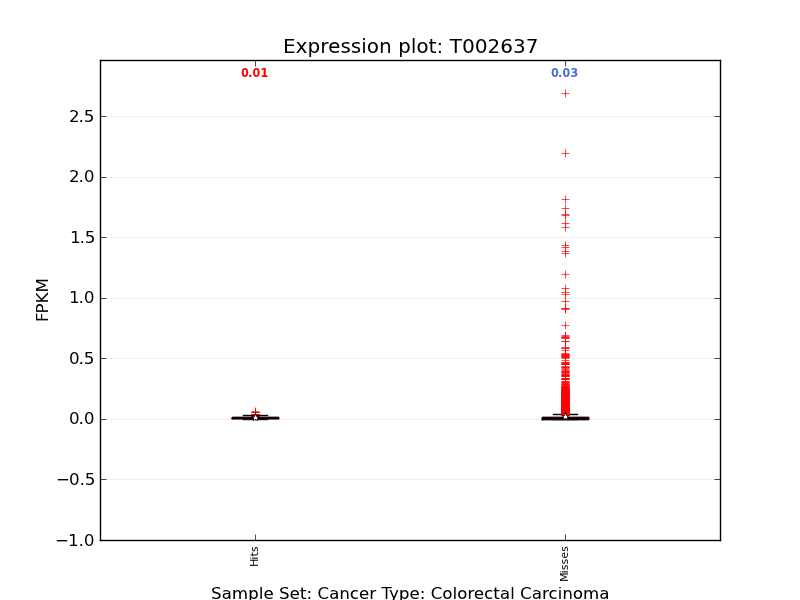 Expression plot: T002637
0.01
0.03
2.5
2.0
1.5
1.0
0.5
0.0
−0.5
−1.0
FPKM
Hits
Misses
Sample Set: Cancer Type: Colorectal Carcinoma